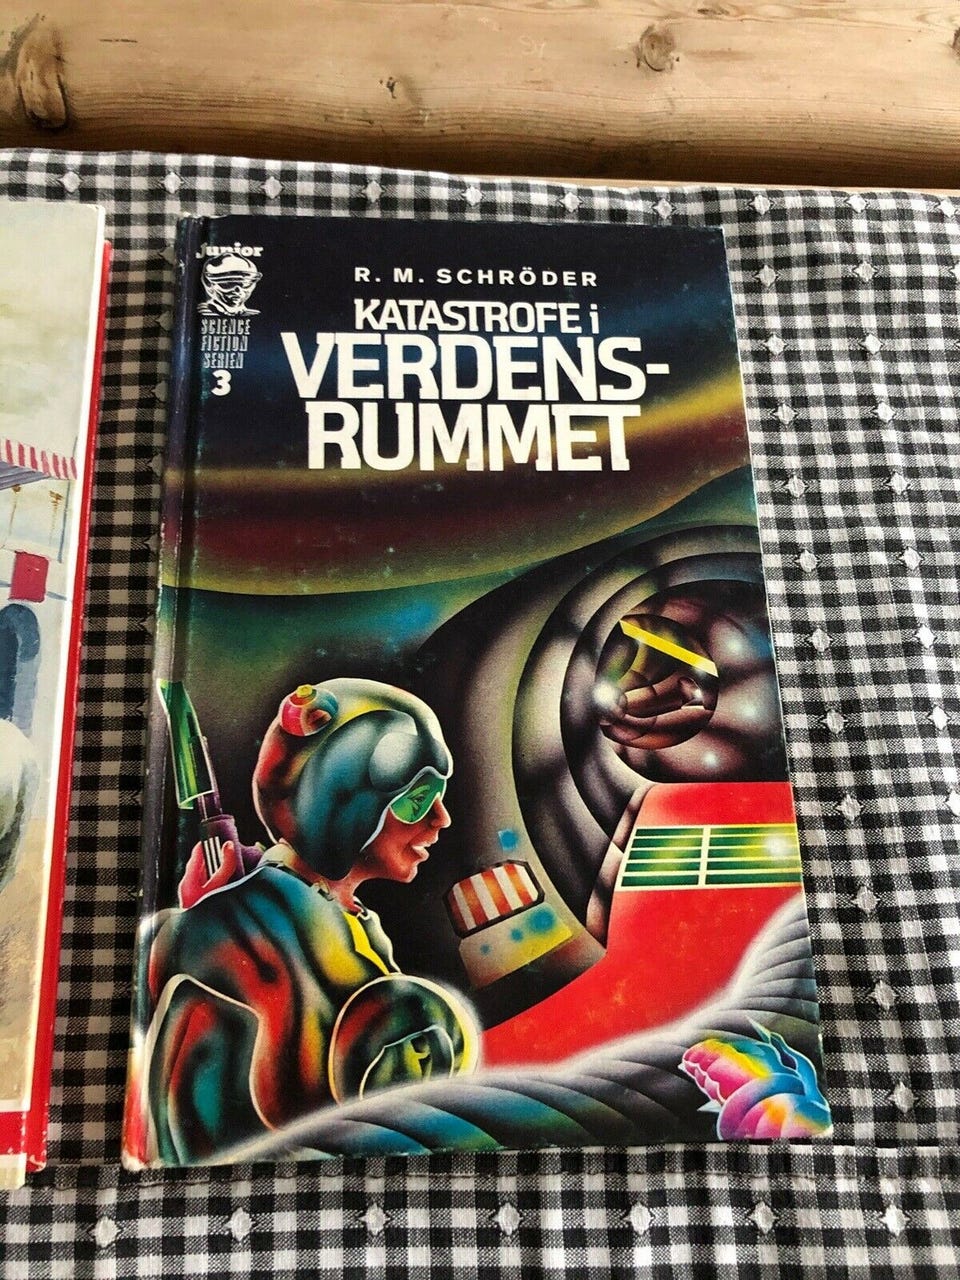 Junior
SCIENCE
FICTION
SERIEN
3
R. M. SCHRÖDER
KATASTROFE i
VERDENS-
RUMMET